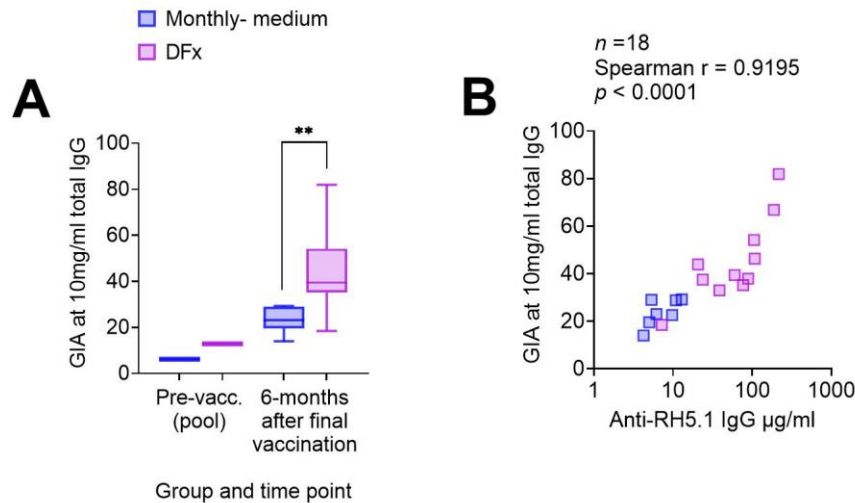 Monthly- medium
DFx
A
**
GIA at 10mg/ml total IgG
100
80
60
40
20
0
Pre-vacc.
(pool)
6-months
after final
vaccination
Group and time point
B
n =18
Spearman r = 0.9195
p < 0.0001
GIA at 10mg/ml total IgG
100
80
60
40
20
0
1 10 100 1000
Anti-RH5.1 IgG µg/ml